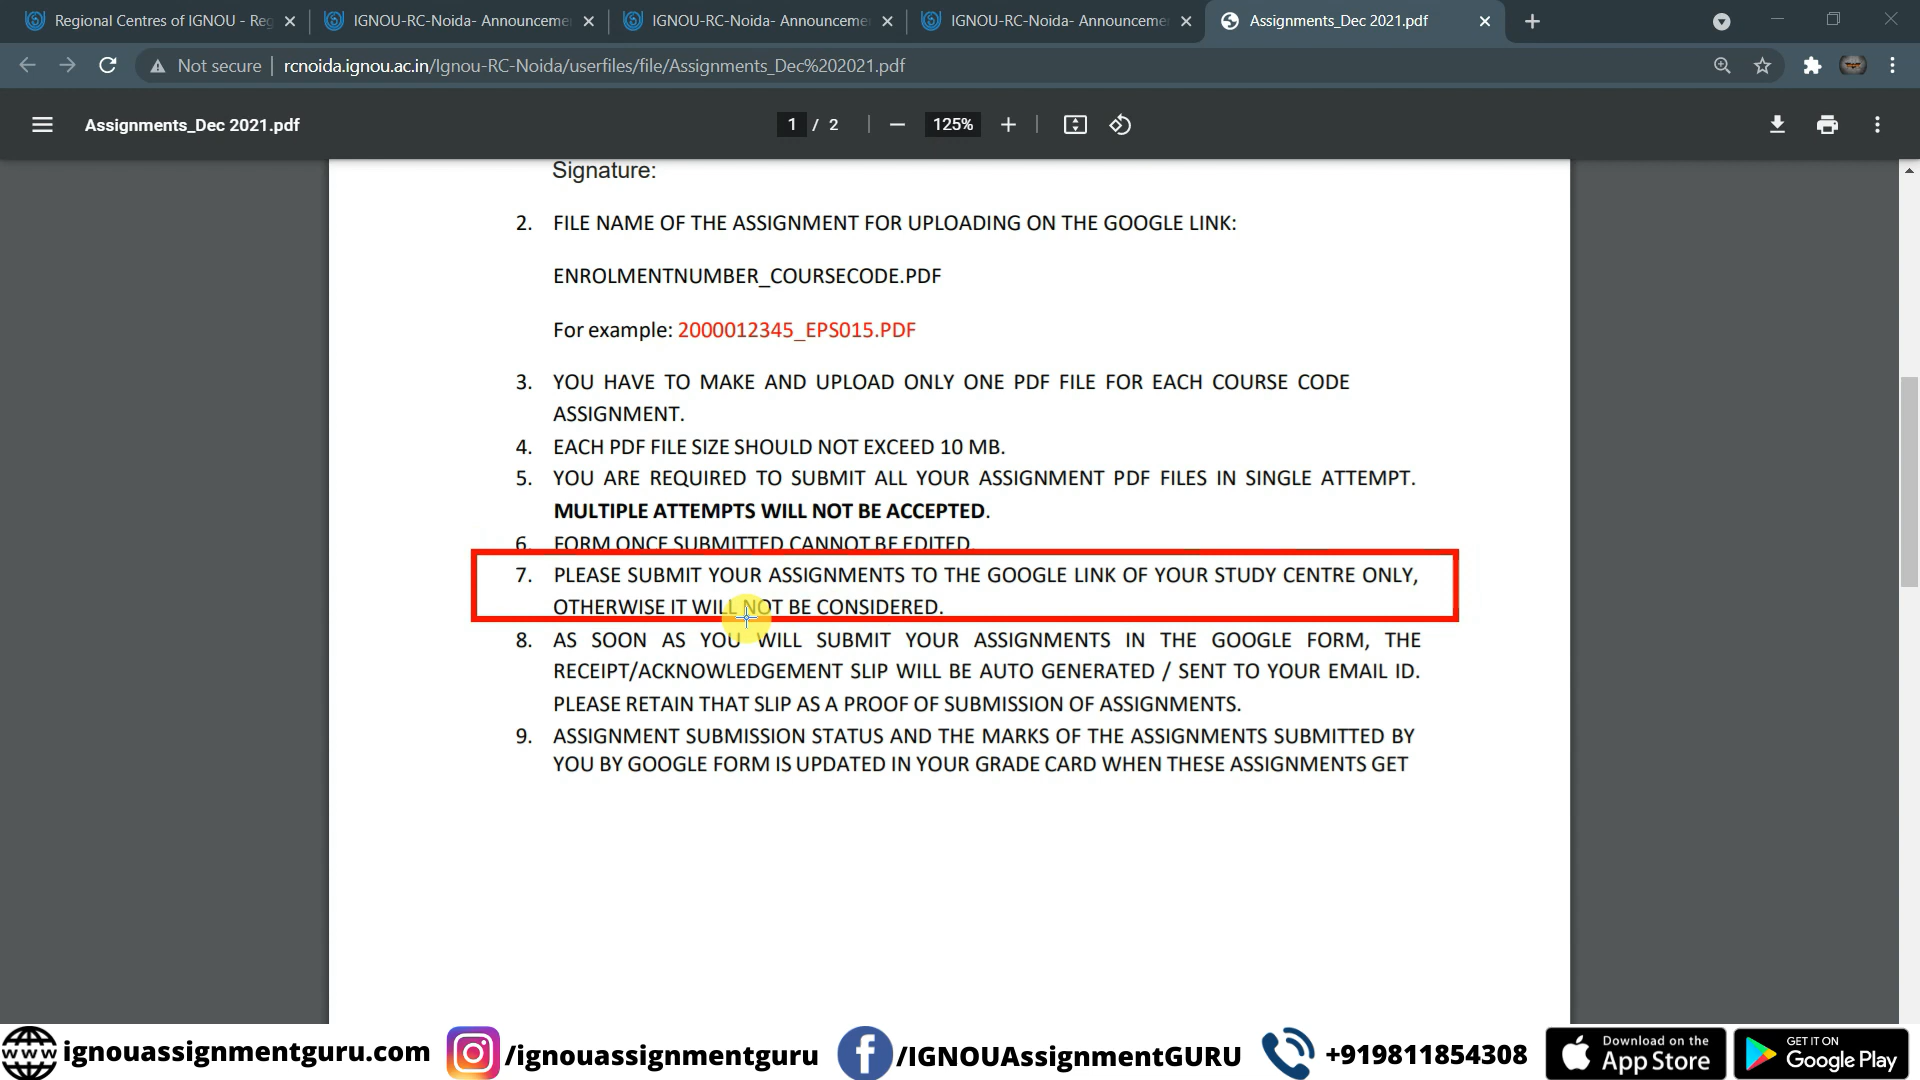 Regional Centres of IGNOU - Reg
IGNOU-RC-Noida- Announceme
IGNOU-RC-Noida- Announceme
IGNOU-RC-Noida- Announcemer
Assignments_Dec 2021.pdf
Not secure
rcnoida.ignou.ac.in/Ignou-RC-Noida/userfiles/file/Assignments_Dec%202021.pdf
Assignments_Dec 2021.pdf
1 / 2
125%
Signature:
2. FILE NAME OF THE ASSIGNMENT FOR UPLOADING ON THE GOOGLE LINK:
ENROLMENTNUMBER_COURSECODE.PDF
For example: 2000012345_EPS015.PDF
3. YOU HAVE TO MAKE AND UPLOAD ONLY ONE PDF FILE FOR EACH COURSE CODE
ASSIGNMENT.
4. EACH PDF FILE SIZE SHOULD NOT EXCEED 10 MB.
5. YOU ARE REQUIRED TO SUBMIT ALL YOUR ASSIGNMENT PDF FILES IN SINGLE ATTEMPT.
MULTIPLE ATTEMPTS WILL NOT BE ACCEPTED.
6. FORM ONCE SUBMITTED CANNOT BE EDITED.
7. PLEASE SUBMIT YOUR ASSIGNMENTS TO THE GOOGLE LINK OF YOUR STUDY CENTRE ONLY,
OTHERWISE IT WILL NOT BE CONSIDERED.
8. AS SOON AS YOU WILL SUBMIT YOUR ASSIGNMENTS IN THE GOOGLE FORM, THE
RECEIPT/ACKNOWLEDGEMENT SLIP WILL BE AUTO GENERATED / SENT TO YOUR EMAIL ID.
PLEASE RETAIN THAT SLIP AS A PROOF OF SUBMISSION OF ASSIGNMENTS.
9. ASSIGNMENT SUBMISSION STATUS AND THE MARKS OF THE ASSIGNMENTS SUBMITTED BY
YOU BY GOOGLE FORM IS UPDATED IN YOUR GRADE CARD WHEN THESE ASSIGNMENTS GET
www
ignouassignmentguru.com
/ignouassignmentguru
/IGNOUAssignmentGURU
+919811854308
Download on the
App Store
GET IT ON
Google Play